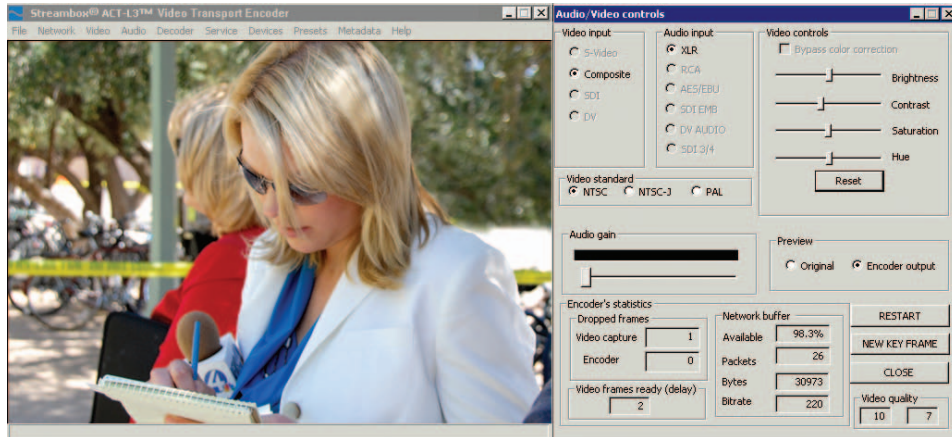 Streambox® ACT-L3™ Video Transport Encoder
File Network Video Audio Decoder Service Devices Presets Metadata Help
4
Audio/Video controls
Video input
S-Video
Composite
SDI
DV
Audio input
XLR
RCA
AES/EBU
SDI EMB
DV AUDIO
SDI 3/4
Video controls
Bypass color correction
Brightness
Contrast
Saturation
Hue
Reset
Video standard
NTSC NTSC-J PAL
Audio gain
Preview
Original Encoder output
Encoder's statistics
Dropped frames
Video capture 1
Encoder 0
Video frames ready (delay)
2
Network buffer
Available 98.3%
Packets 26
Bytes 30973
Bitrate 220
RESTART
NEW KEY FRAME
CLOSE
Video quality
10 7